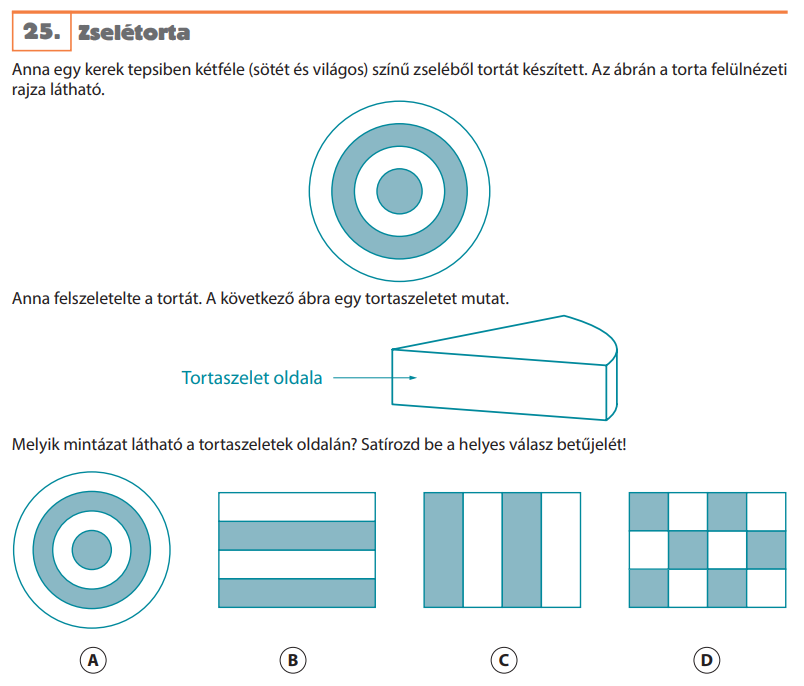 25. Zselétorta
Anna egy kerek tepsiben kétféle (sötét és világos) színű zseléből tortát készített. Az ábrán a torta felülnézeti
rajza látható.
Anna felszeletelte a tortát. A következő ábra egy tortaszeletet mutat.
Tortaszelet oldala
Melyik mintázat látható a tortaszeletek oldalán? Satírozd be a helyes válasz betűjelét!
A B C D